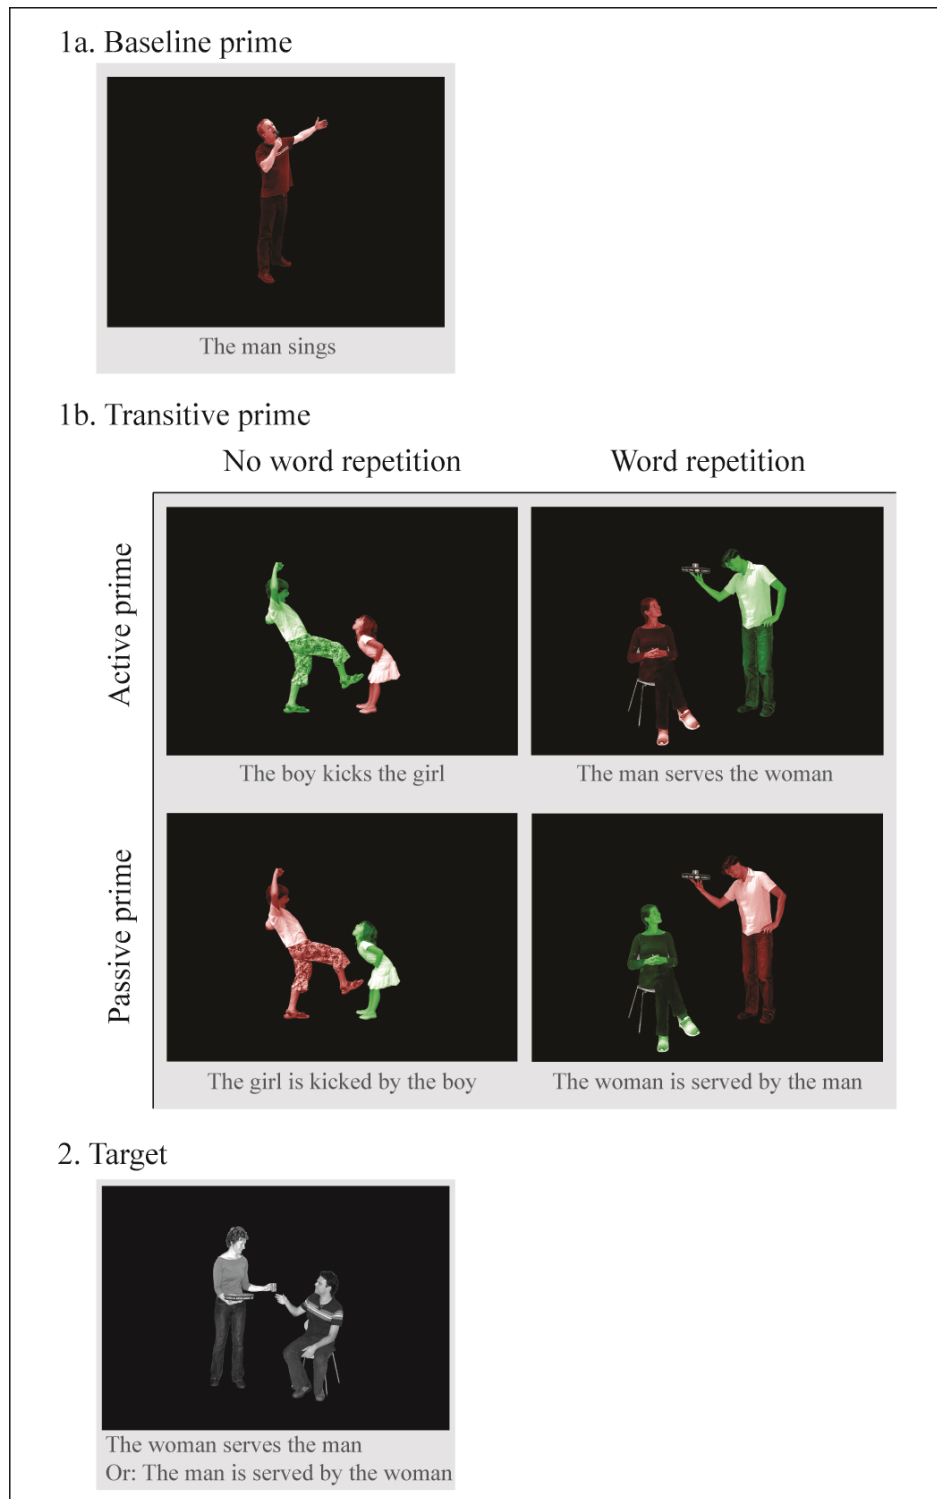 1a. Baseline prime
The man sings
1b. Transitive prime
No word repetition
Word repetition
Active prime
The boy kicks the girl
The man serves the woman
Passive prime
The girl is kicked by the boy
The woman is served by the man
2. Target
The woman serves the man
Or: The man is served by the woman